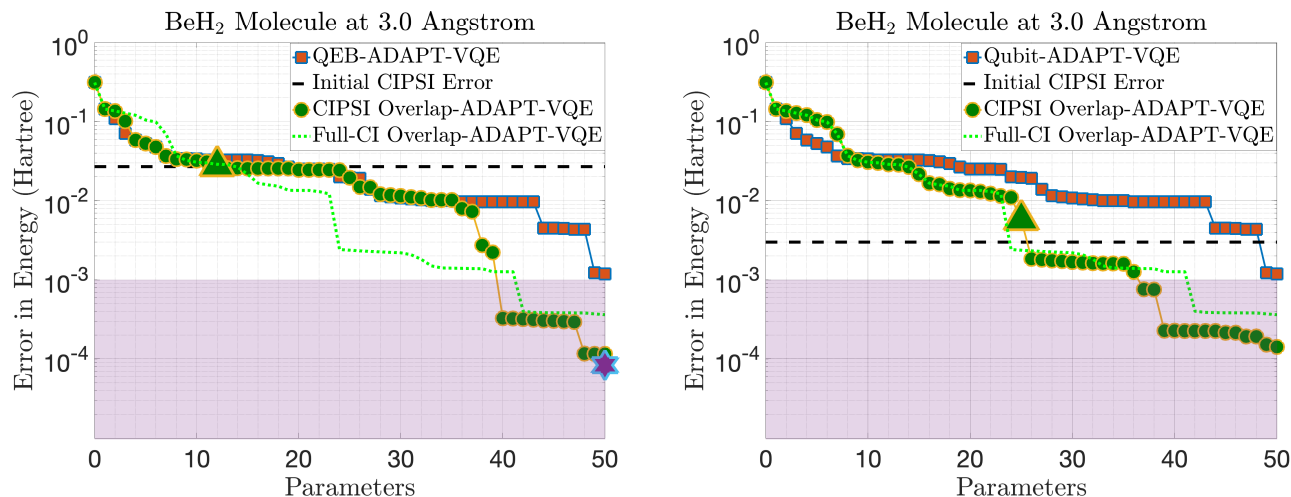 BeH₂ Molecule at 3.0 Angstrom
10⁰
10⁻¹
10⁻²
10⁻³
10⁻⁴
Error in Energy (Hartree)
QEB-ADAPT-VQE
Initial CIPSI Error
CIPSI Overlap-ADAPT-VQE
Full-CI Overlap-ADAPT-VQE
0 10 20 30 40 50
Parameters
BeH₂ Molecule at 3.0 Angstrom
10⁰
10⁻¹
10⁻²
10⁻³
10⁻⁴
Error in Energy (Hartree)
Qubit-ADAPT-VQE
Initial CIPSI Error
CIPSI Overlap-ADAPT-VQE
Full-CI Overlap-ADAPT-VQE
0 10 20 30 40 50
Parameters